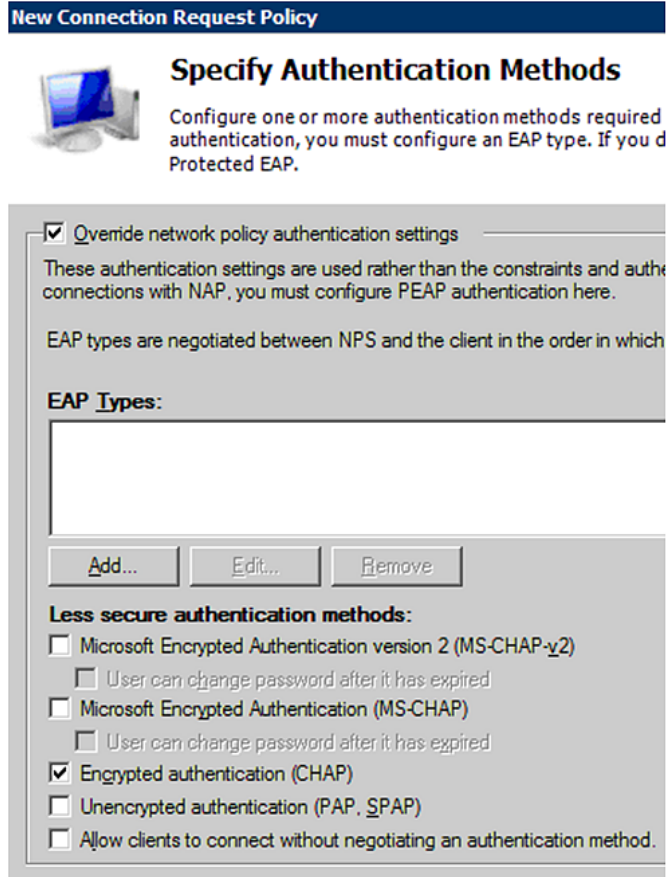 New Connection Request Policy
Specify Authentication Methods
Configure one or more authentication methods required
authentication, you must configure an EAP type. If you d
Protected EAP.
Override network policy authentication settings
These authentication settings are used rather than the constraints and authe
connections with NAP, you must configure PEAP authentication here.
EAP types are negotiated between NPS and the client in the order in which
EAP Types:
Add...
Edit...
Remove
Less secure authentication methods:
Microsoft Encrypted Authentication version 2 (MS-CHAP-v2)
User can change password after it has expired
Microsoft Encrypted Authentication (MS-CHAP)
User can change password after it has expired
Encrypted authentication (CHAP)
Unencrypted authentication (PAP, SPAP)
Allow clients to connect without negotiating an authentication method.